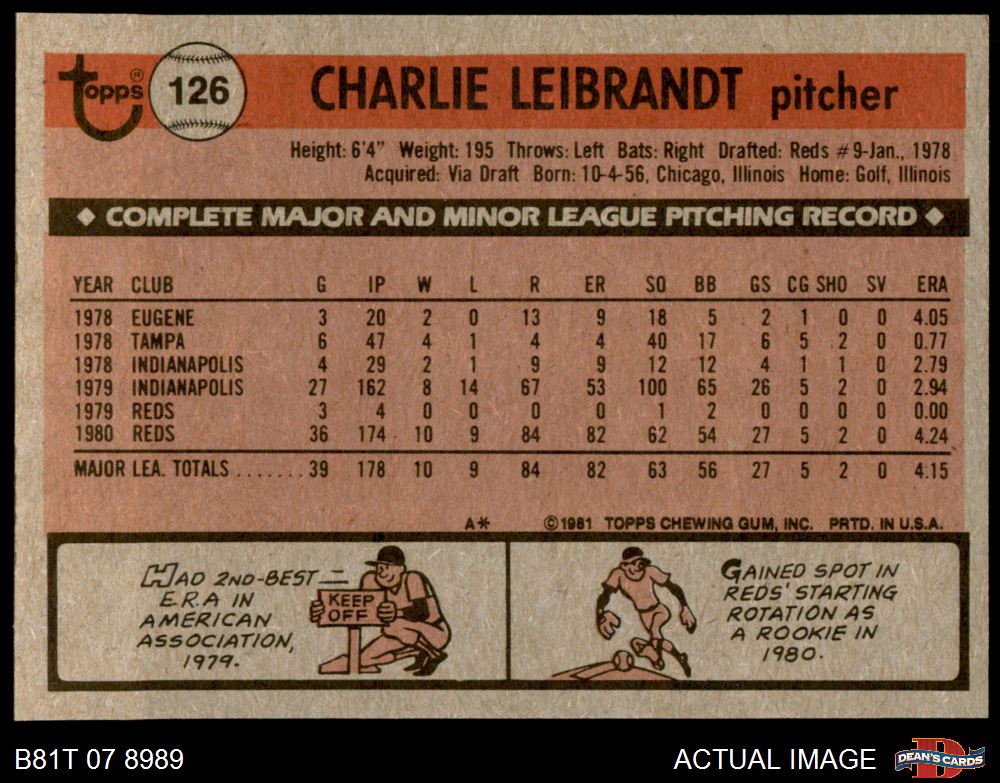 Topps® 126 CHARLIE LEIBRANDT pitcher
Height: 6'4" Weight: 195 Throws: Left Bats: Right Drafted: Reds #9-Jan., 1978
Acquired: Via Draft Born: 10-4-56, Chicago, Illinois Home: Golf, Illinois
◆ COMPLETE MAJOR AND MINOR LEAGUE PITCHING RECORD ◆
YEAR CLUB G IP W L R ER SO BB GS CG SHO SV ERA
1978 EUGENE 3 20 2 0 13 9 18 5 2 1 0 0 4.05
1978 TAMPA 6 47 4 1 4 4 40 17 6 5 2 0 0.77
1978 INDIANAPOLIS 4 29 2 1 9 9 12 12 4 1 1 0 2.79
1979 INDIANAPOLIS 27 162 8 14 67 53 100 65 26 5 2 0 2.94
1979 REDS 3 4 0 0 0 0 1 2 0 0 0 0 0.00
1980 REDS 36 174 10 9 84 82 62 54 27 5 2 0 4.24
MAJOR LEA. TOTALS ....... 39 178 10 9 84 82 63 56 27 5 2 0 4.15
A* ©1981 TOPPS CHEWING GUM, INC. PRTD. IN U.S.A.
HAD 2ND-BEST
E.R.A IN
AMERICAN
ASSOCIATION,
1979.
KEEP
OFF
GAINED SPOT IN
REDS' STARTING
ROTATION AS
A ROOKIE IN
1980.
B81T 07 8989 ACTUAL IMAGE D DEAN'S CARDS